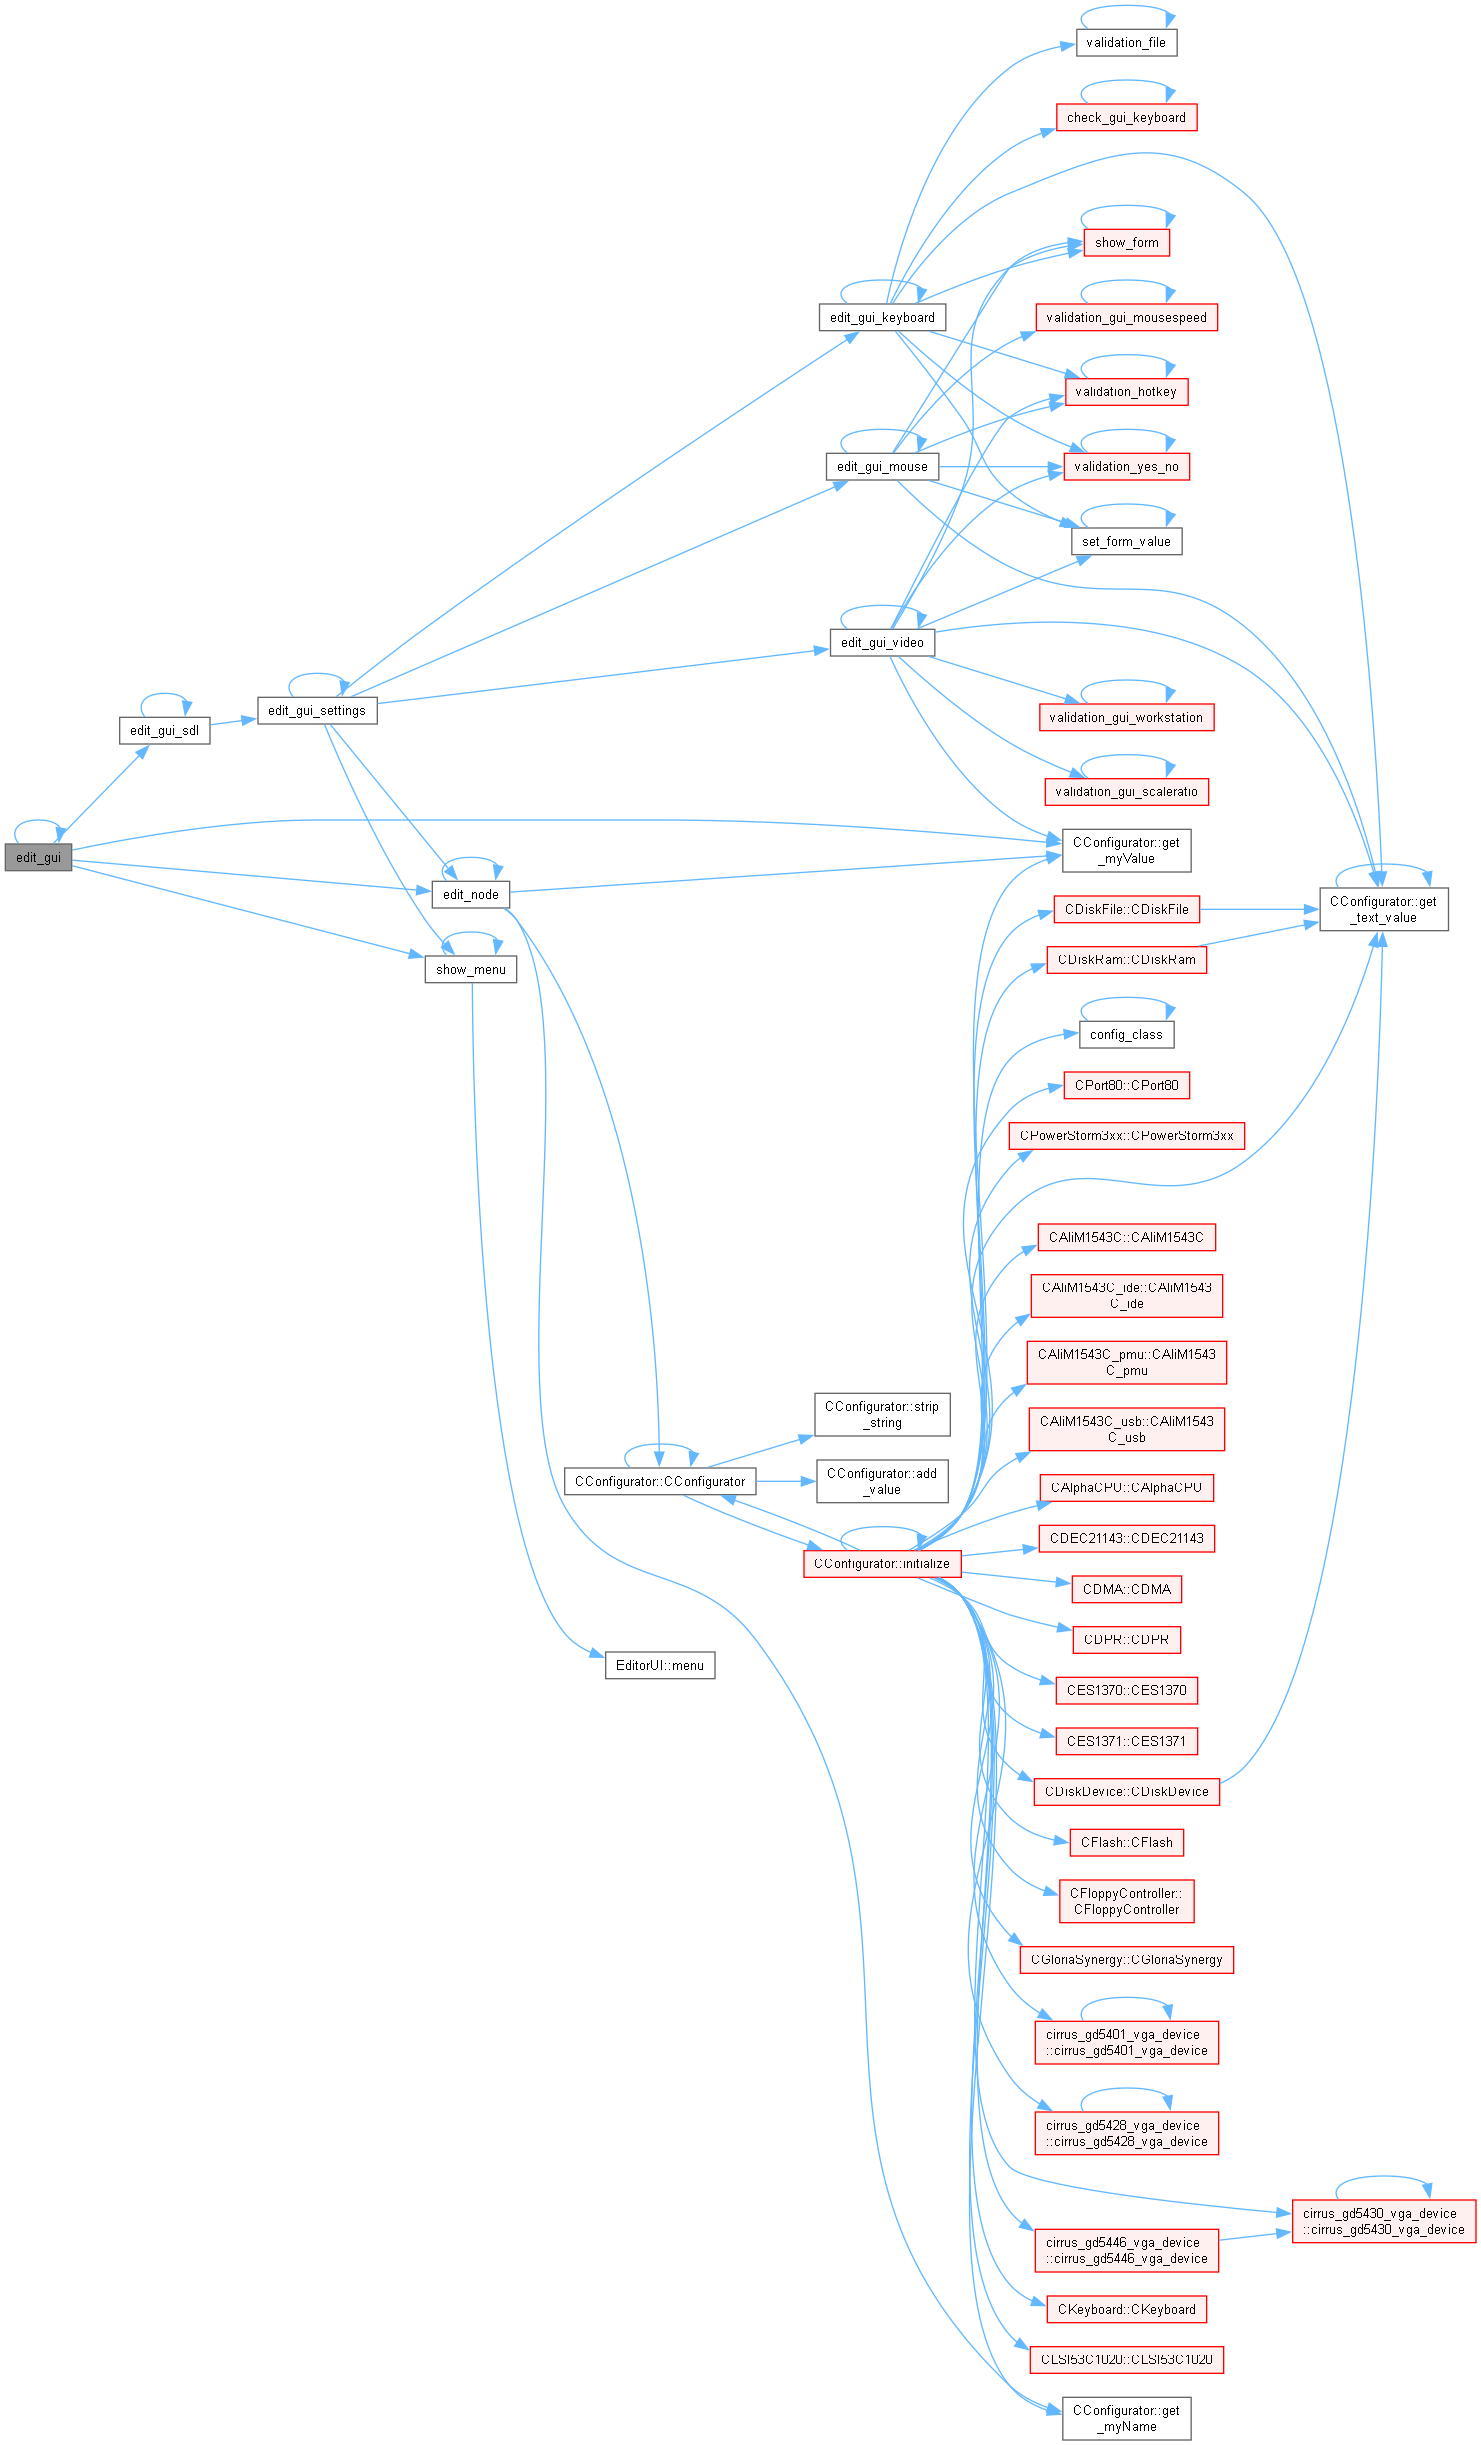 validation_file
check_gui_keyboard
show_form
edit_gui_keyboard
validation_gui_mousespeed
validation_hotkey
edit_gui_mouse
validation_yes_no
set_form_value
edit_gui_video
edit_gui_settings
validation_gui_workstation
edit_gui_sdl
validation_gui_scaleratio
edit_gui
CConfigurator::get
_myValue
edit_node
CDiskFile::CDiskFile
CConfigurator::get
_text_value
show_menu
CDiskRam::CDiskRam
config_class
CPort80::CPort80
CPowerStorm3xx::CPowerStorm3xx
CAliM1543C::CAliM1543C
CAliM1543C_ide::CAliM1543
C_ide
CAliM1543C_pmu::CAliM1543
C_pmu
CConfigurator::strip
_string
CAliM1543C_usb::CAliM1543
C_usb
CConfigurator::CConfigurator
CConfigurator::add
_value
CAlphaCPU::CAlphaCPU
CDEC21143::CDEC21143
CConfigurator::initialize
CDMA::CDMA
CDPR::CDPR
EditorUI::menu
CES1370::CES1370
CES1371::CES1371
CDiskDevice::CDiskDevice
CFlash::CFlash
CFloppyController::
CFloppyController
CGloriaSynergy::CGloriaSynergy
cirrus_gd5401_vga_device
::cirrus_gd5401_vga_device
cirrus_gd5428_vga_device
::cirrus_gd5428_vga_device
cirrus_gd5430_vga_device
::cirrus_gd5430_vga_device
cirrus_gd5446_vga_device
::cirrus_gd5446_vga_device
CKeyboard::CKeyboard
CLSI53C1020::CLSI53C1020
CConfigurator::get
_myName